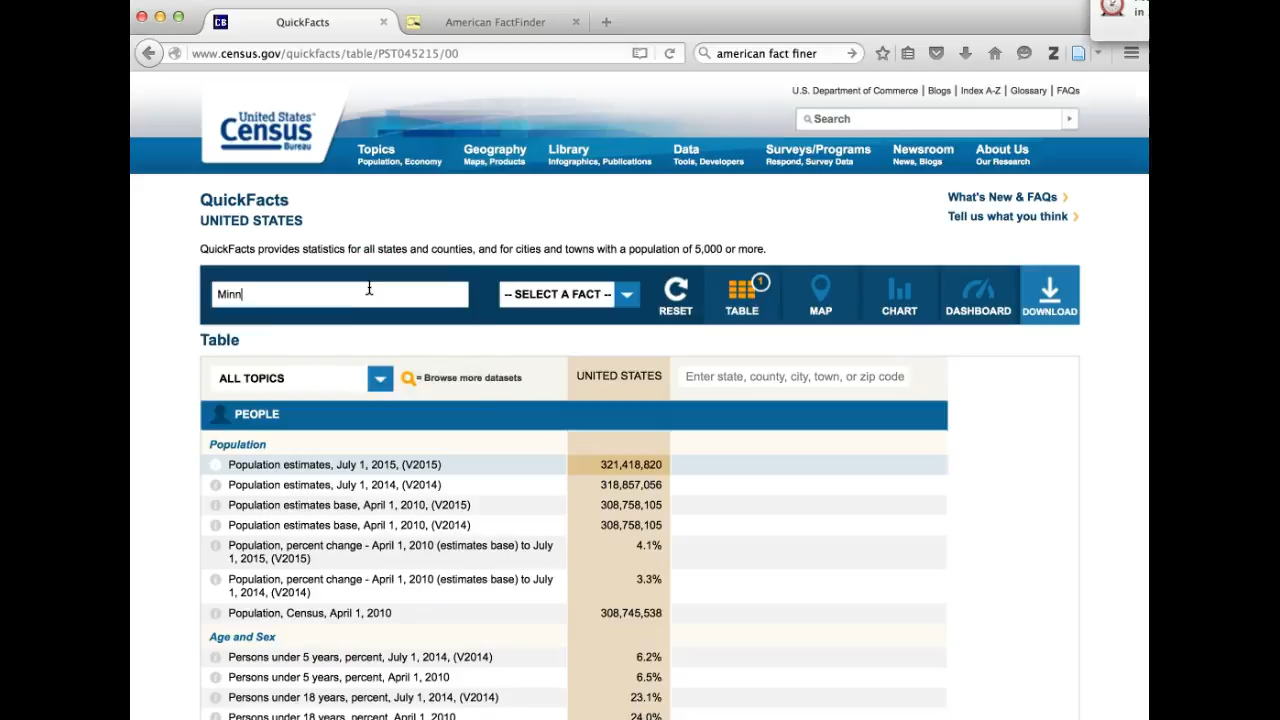 QuickFacts
American FactFinder
in
www.census.gov/quickfacts/table/PST045215/00
american fact finer
U.S. Department of Commerce | Blogs | Index A-Z | Glossary | FAQs
United States
Census
Bureau
Search
Topics
Population, Economy
Geography
Maps, Products
Library
Infographics, Publications
Data
Tools, Developers
Surveys/Programs
Respond, Survey Data
Newsroom
News, Blogs
About Us
Our Research
QuickFacts
UNITED STATES
What's New & FAQs
Tell us what you think
QuickFacts provides statistics for all states and counties, and for cities and towns with a population of 5,000 or more.
Minn
-- SELECT A FACT --
RESET
1
TABLE
MAP
CHART
DASHBOARD
DOWNLOAD
Table
ALL TOPICS
= Browse more datasets
UNITED STATES
Enter state, county, city, town, or zip code
PEOPLE
Population
Population estimates, July 1, 2015, (V2015) 321,418,820
Population estimates, July 1, 2014, (V2014) 318,857,056
Population estimates base, April 1, 2010, (V2015) 308,758,105
Population estimates base, April 1, 2010, (V2014) 308,758,105
Population, percent change - April 1, 2010 (estimates base) to July 4.1%
1, 2015, (V2015)
Population, percent change - April 1, 2010 (estimates base) to July 3.3%
1, 2014, (V2014)
Population, Census, April 1, 2010 308,745,538
Age and Sex
Persons under 5 years, percent, July 1, 2014, (V2014) 6.2%
Persons under 5 years, percent, April 1, 2010 6.5%
Persons under 18 years, percent, July 1, 2014, (V2014) 23.1%
Persons under 18 years, percent, April 1, 2010 24.0%